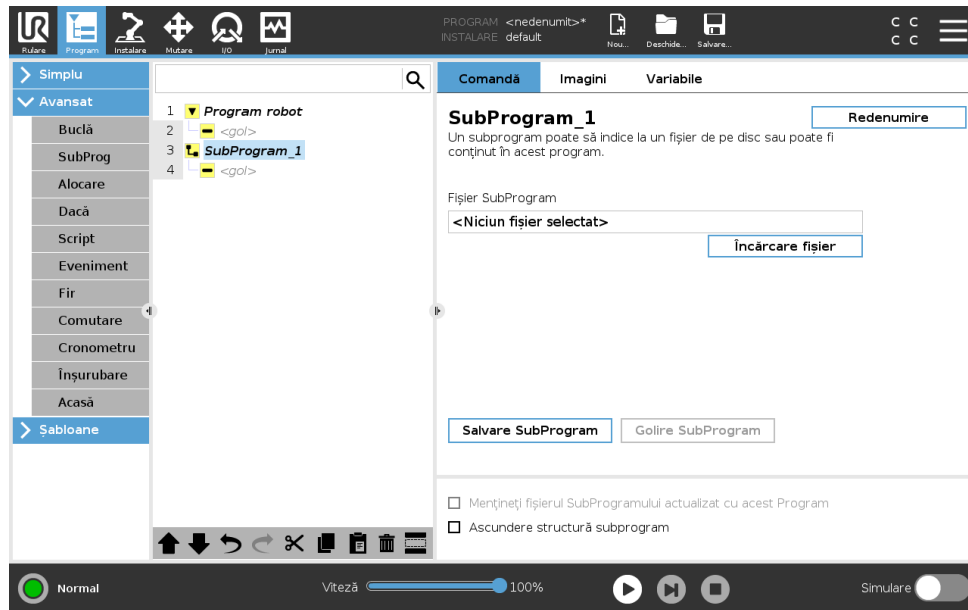 Rulare
Program
Instalare
Mutare
I/O
Jurnal
PROGRAM <nedenumit>*
INSTALARE default
Nou...
Deschide...
Salvare...
C C
C C
Simplu
Avansat
Buclă
SubProg
Alocare
Dacă
Script
Eveniment
Fir
Comutare
Cronometru
Înșurubare
Acasă
Șabloane
1 Program robot
2 <gol>
3 SubProgram_1
4 <gol>
Comandă Imagini Variabile
SubProgram_1
Redenumire
Un subprogram poate să indice la un fișier de pe disc sau poate fi
conținut în acest program.
Fișier SubProgram
<Niciun fișier selectat>
Încărcare fișier
Salvare SubProgram
Golire SubProgram
Mențineți fișierul SubProgramului actualizat cu acest Program
Ascundere structură subprogram
Normal
Viteză 100%
Simulare